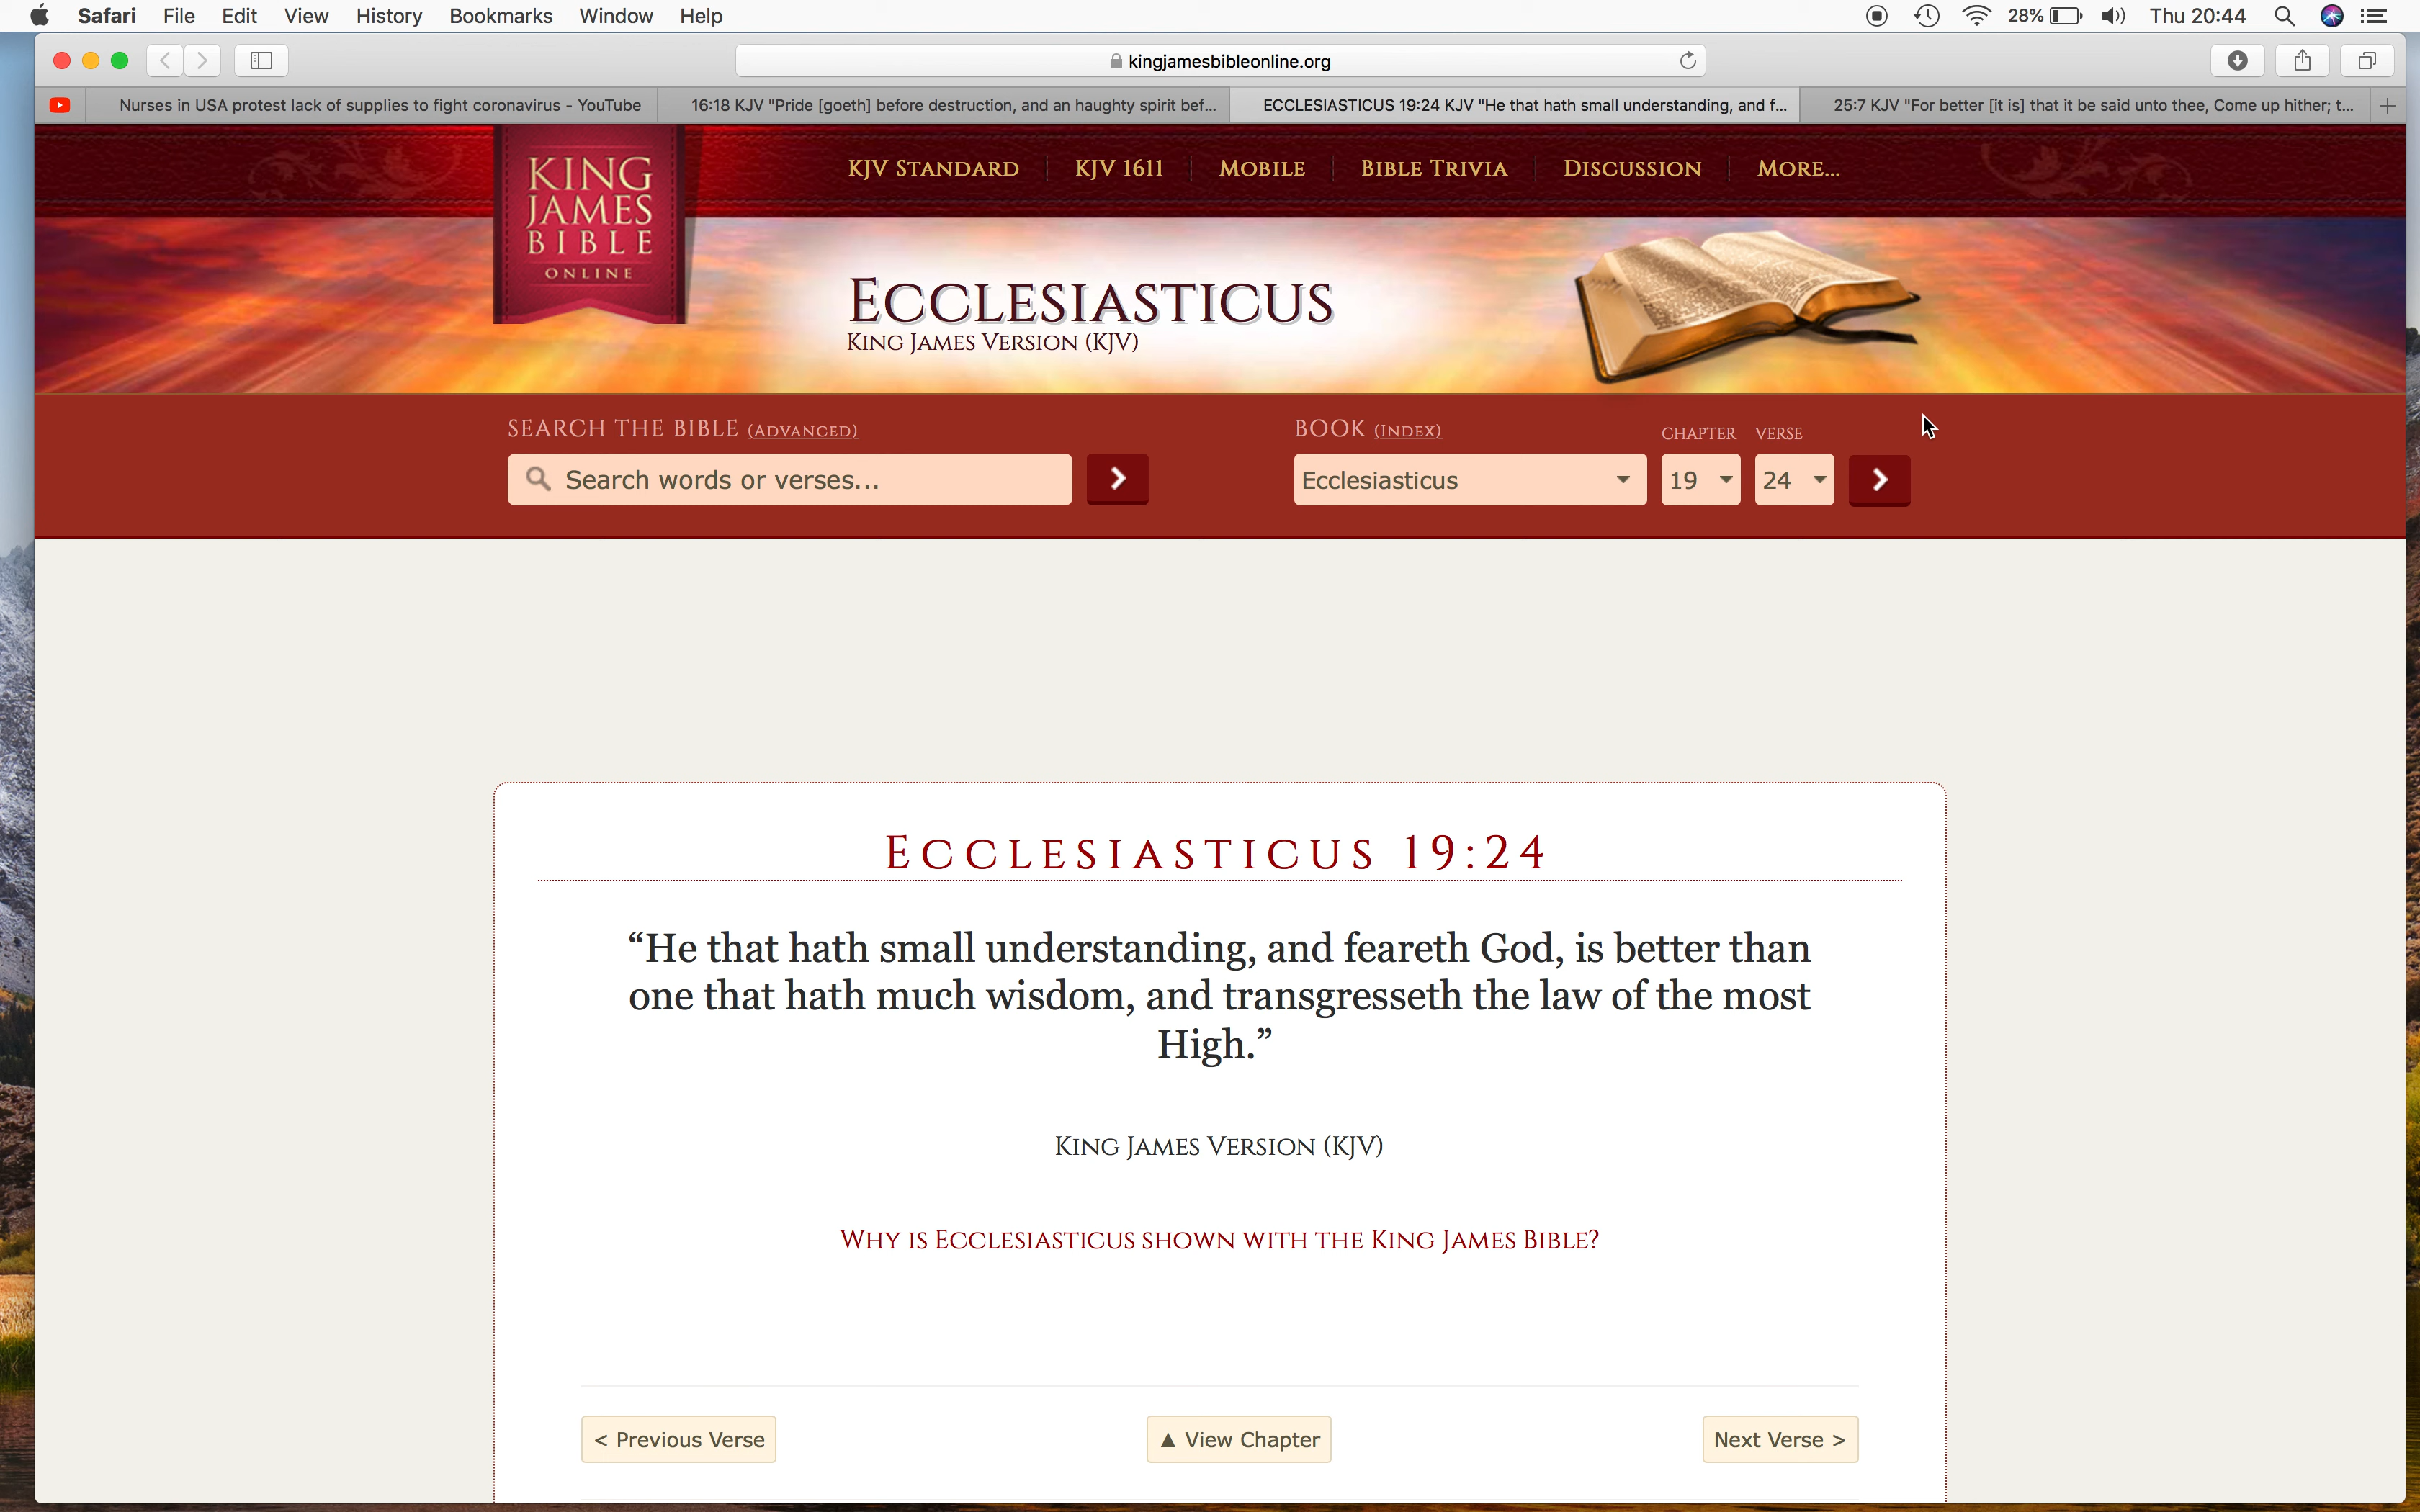 Safari File Edit View History Bookmarks Window Help 28% Thu 20:44
kingjamesbibleonline.org
Nurses in USA protest lack of supplies to fight coronavirus - YouTube
16:18 KJV "Pride [goeth] before destruction, and an haughty spirit bef...
ECCLESIASTICUS 19:24 KJV "He that hath small understanding, and f...
25:7 KJV "For better [it is] that it be said unto thee, Come up hither; t...
KING
JAMES
BIBLE
ONLINE
KJV STANDARD KJV 1611 MOBILE BIBLE TRIVIA DISCUSSION MORE...
ECCLESIASTICUS
KING JAMES VERSION (KJV)
SEARCH THE BIBLE (ADVANCED)
BOOK (INDEX) CHAPTER VERSE
Search words or verses...
Ecclesiasticus 19 24
ECCLESIASTICUS 19:24
“He that hath small understanding, and feareth God, is better than
one that hath much wisdom, and transgresseth the law of the most
High.”
KING JAMES VERSION (KJV)
WHY IS ECCLESIASTICUS SHOWN WITH THE KING JAMES BIBLE?
< Previous Verse ▲ View Chapter Next Verse >